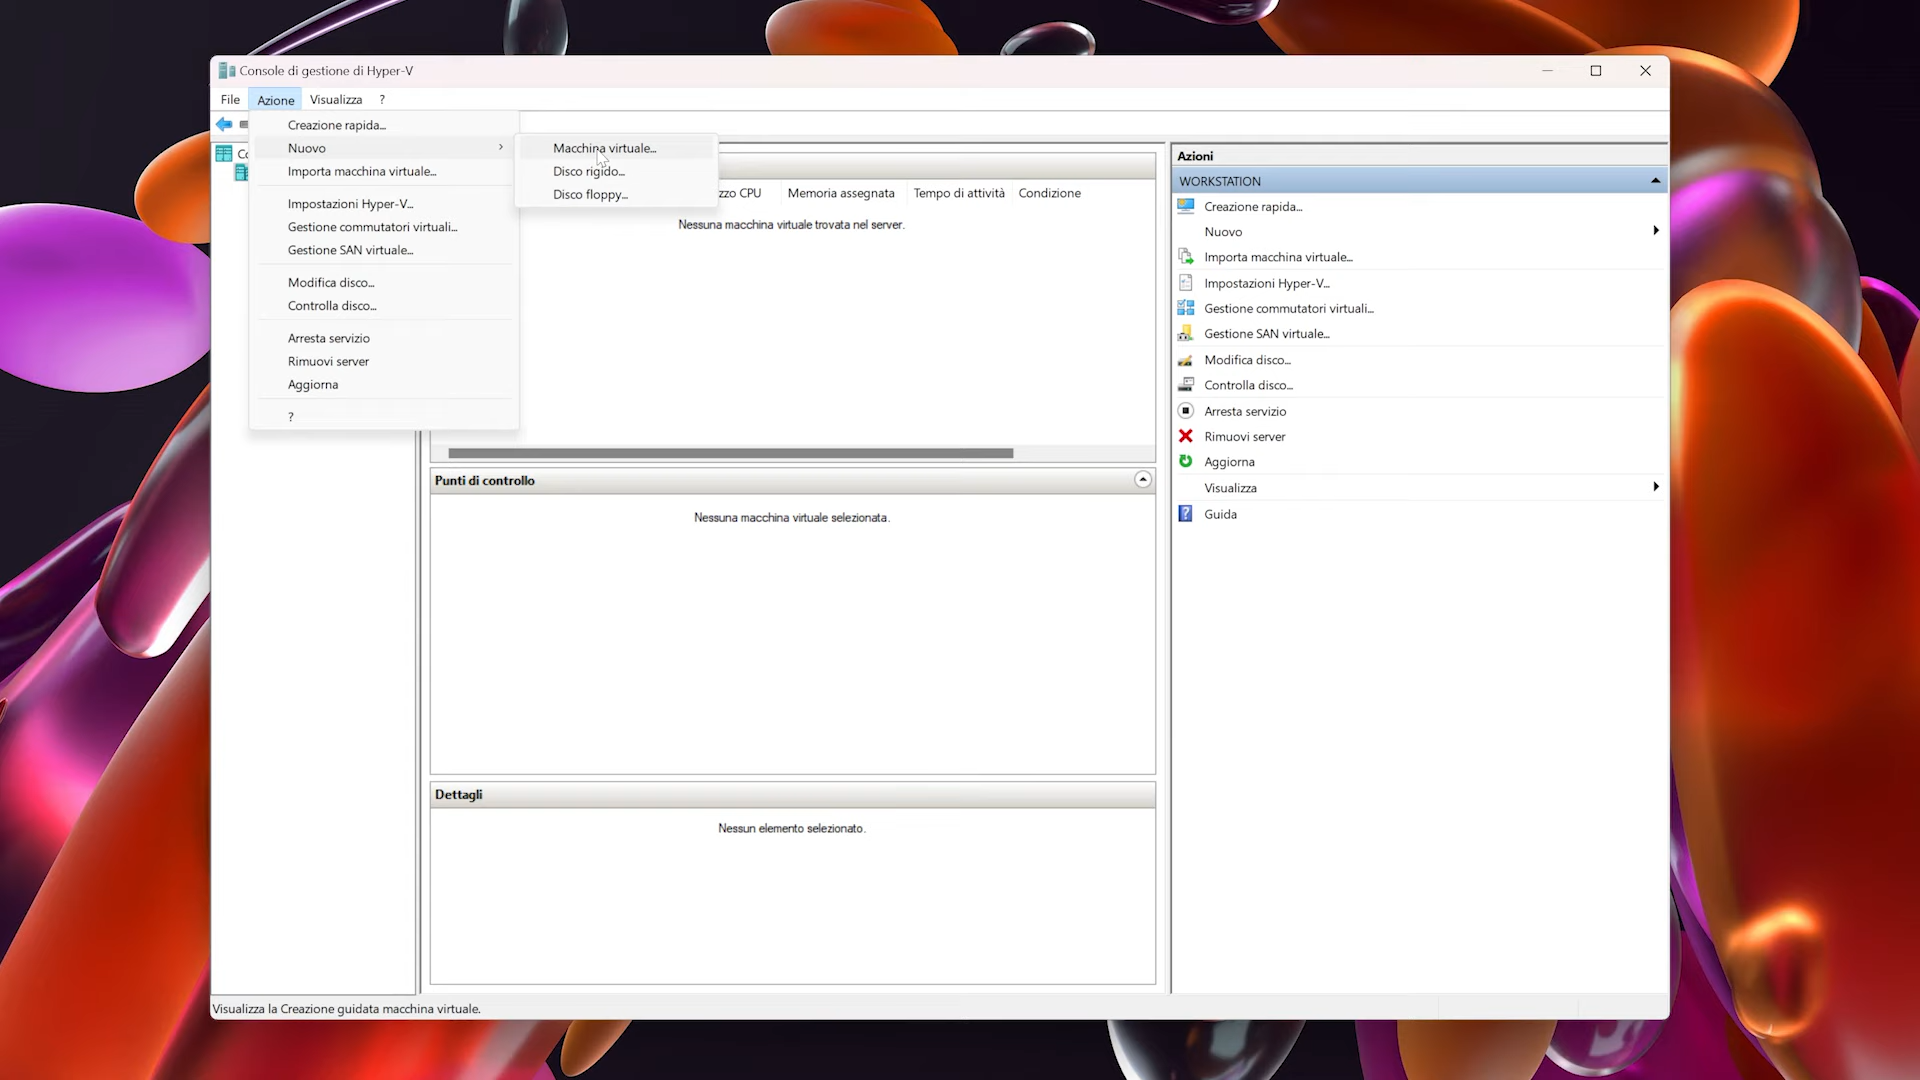 Console di gestione di Hyper-V
File Azione Visualizza ?
Creazione rapida...
Nuovo
Importa macchina virtuale...
Impostazioni Hyper-V...
Gestione commutatori virtuali...
Gestione SAN virtuale...
Modifica disco...
Controlla disco...
Arresta servizio
Rimuovi server
Aggiorna
?
Macchina virtuale...
Disco rigido...
Disco floppy...
CPU Memoria assegnata Tempo di attività Condizione
Nessuna macchina virtuale trovata nel server.
Punti di controllo
Nessuna macchina virtuale selezionata.
Dettagli
Nessun elemento selezionato.
Azioni
WORKSTATION
Creazione rapida...
Nuovo
Importa macchina virtuale...
Impostazioni Hyper-V...
Gestione commutatori virtuali...
Gestione SAN virtuale...
Modifica disco...
Controlla disco...
Arresta servizio
Rimuovi server
Aggiorna
Visualizza
Guida
Visualizza la Creazione guidata macchina virtuale.